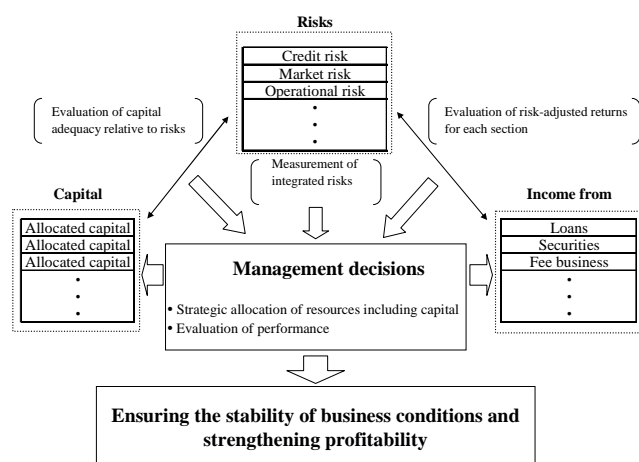 Risks
Credit risk
Market risk
Operational risk
•
•
•
Evaluation of capital
adequacy relative to risks
Evaluation of risk-adjusted returns
for each section
Measurement of
integrated risks
Capital
Allocated capital
Allocated capital
Allocated capital
•
•
•
Income from
Loans
Securities
Fee business
•
•
•
Management decisions
• Strategic allocation of resources including capital
• Evaluation of performance
Ensuring the stability of business conditions and
strengthening profitability